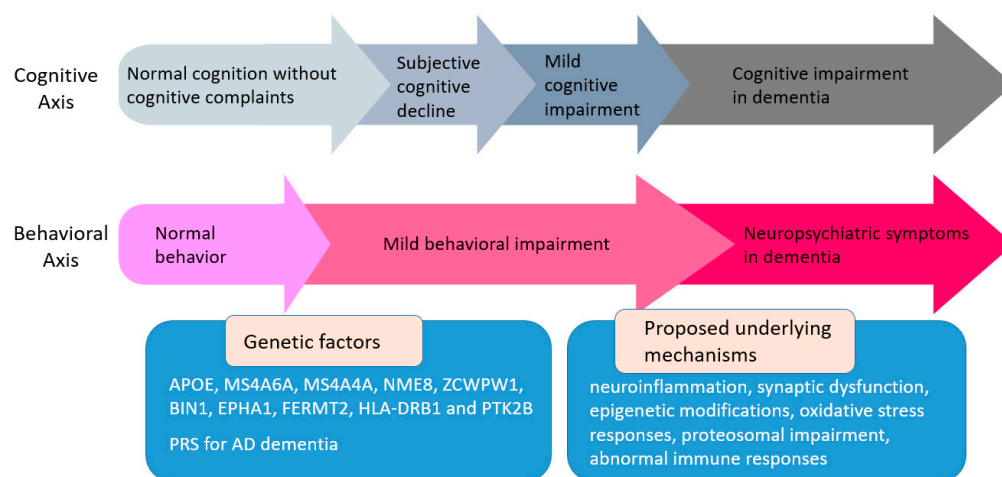 Cognitive
Axis
Normal cognition without
cognitive complaints
Subjective
cognitive
decline
Mild
cognitive
impairment
Cognitive impairment
in dementia
Behavioral
Axis
Normal
behavior
Mild behavioral impairment
Neuropsychiatric symptoms
in dementia
Genetic factors
APOE, MS4A6A, MS4A4A, NME8, ZCWPW1,
BIN1, EPHA1, FERMT2, HLA-DRB1 and PTK2B
PRS for AD dementia
Proposed underlying
mechanisms
neuroinflammation, synaptic dysfunction,
epigenetic modifications, oxidative stress
responses, proteosomal impairment,
abnormal immune responses